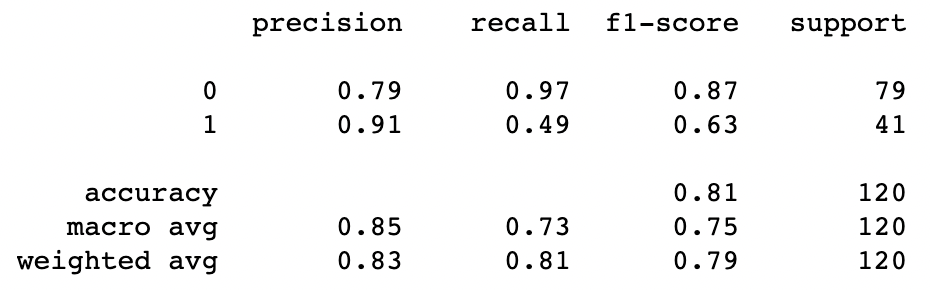 precision recall f1-score support
0 0.79 0.97 0.87 79
1 0.91 0.49 0.63 41
accuracy 0.81 120
macro avg 0.85 0.73 0.75 120
weighted avg 0.83 0.81 0.79 120